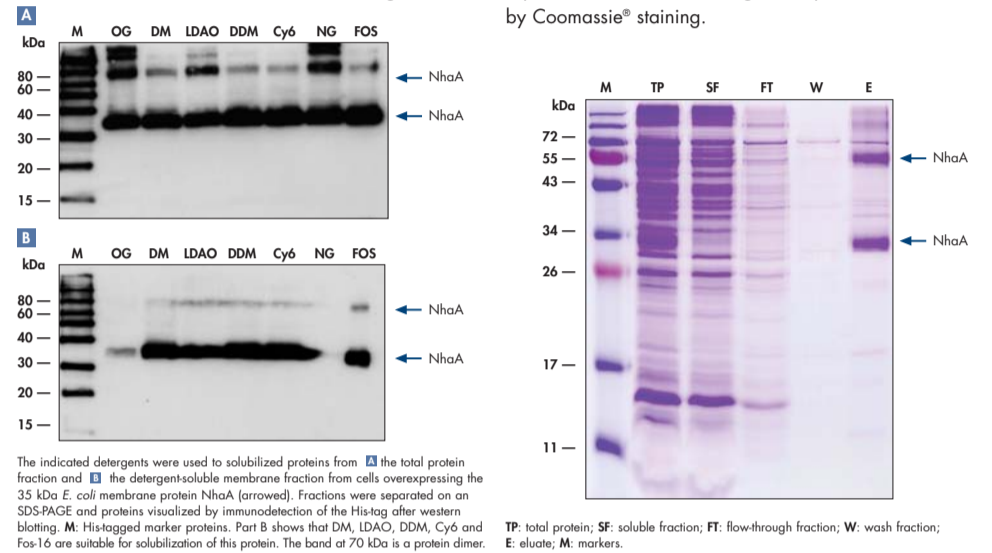 by Coomassie® staining.
A
M OG DM LDAO DDM Cy6 NG FOS
kDa
80
60
40
30
20
15
NhaA
NhaA
B
M OG DM LDAO DDM Cy6 NG FOS
kDa
80
60
40
30
20
15
NhaA
NhaA
The indicated detergents were used to solubilized proteins from A the total protein
fraction and B the detergent-soluble membrane fraction from cells overexpressing the
35 kDa E. coli membrane protein NhaA (arrowed). Fractions were separated on an
SDS-PAGE and proteins visualized by immunodetection of the His-tag after western
blotting. M: His-tagged marker proteins. Part B shows that DM, LDAO, DDM, Cy6 and
Fos-16 are suitable for solubilization of this protein. The band at 70 kDa is a protein dimer.
M TP SF FT W E
kDa
72
55
43
34
26
17
11
NhaA
NhaA
TP: total protein; SF: soluble fraction; FT: flow-through fraction; W: wash fraction;
E: eluate; M: markers.